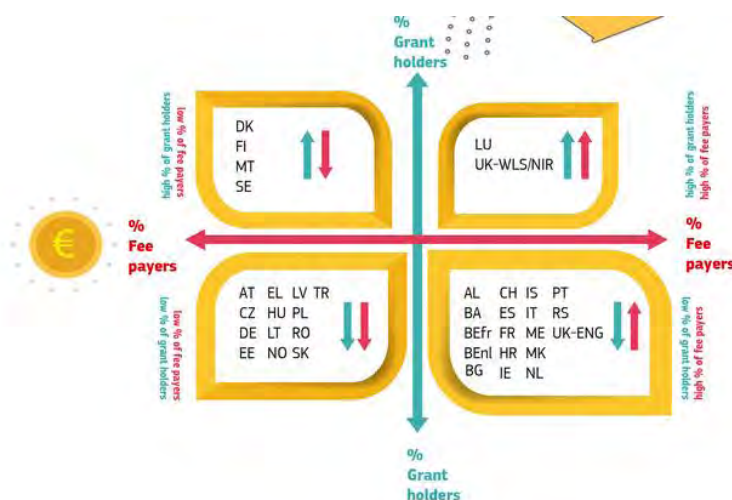 %
Grant
holders
high % of grant holders
low % of fee payers
DK
FI
MT
SE
LU
UK-WLS/NIR
high % of grant holders
high % of fee payers
€
%
Fee
payers
%
Fee
payers
low % of fee payers
low % of grant holders
AT EL LV TR
CZ HU PL
DE LT RO
EE NO SK
AL CH IS PT
BA ES IT RS
BEfr FR ME UK-ENG
BEnl HR MK
BG IE NL
low % of grant holders
high % of fee payers
%
Grant
holders